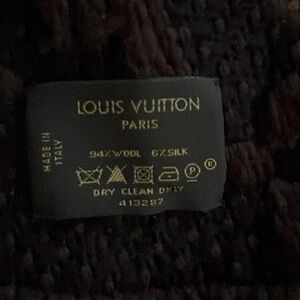 LOUIS VUITTON
PARIS
MADE IN
ITALY
94%WOOL 6%SILK
P ®
DRY CLEAN ONLY
413287